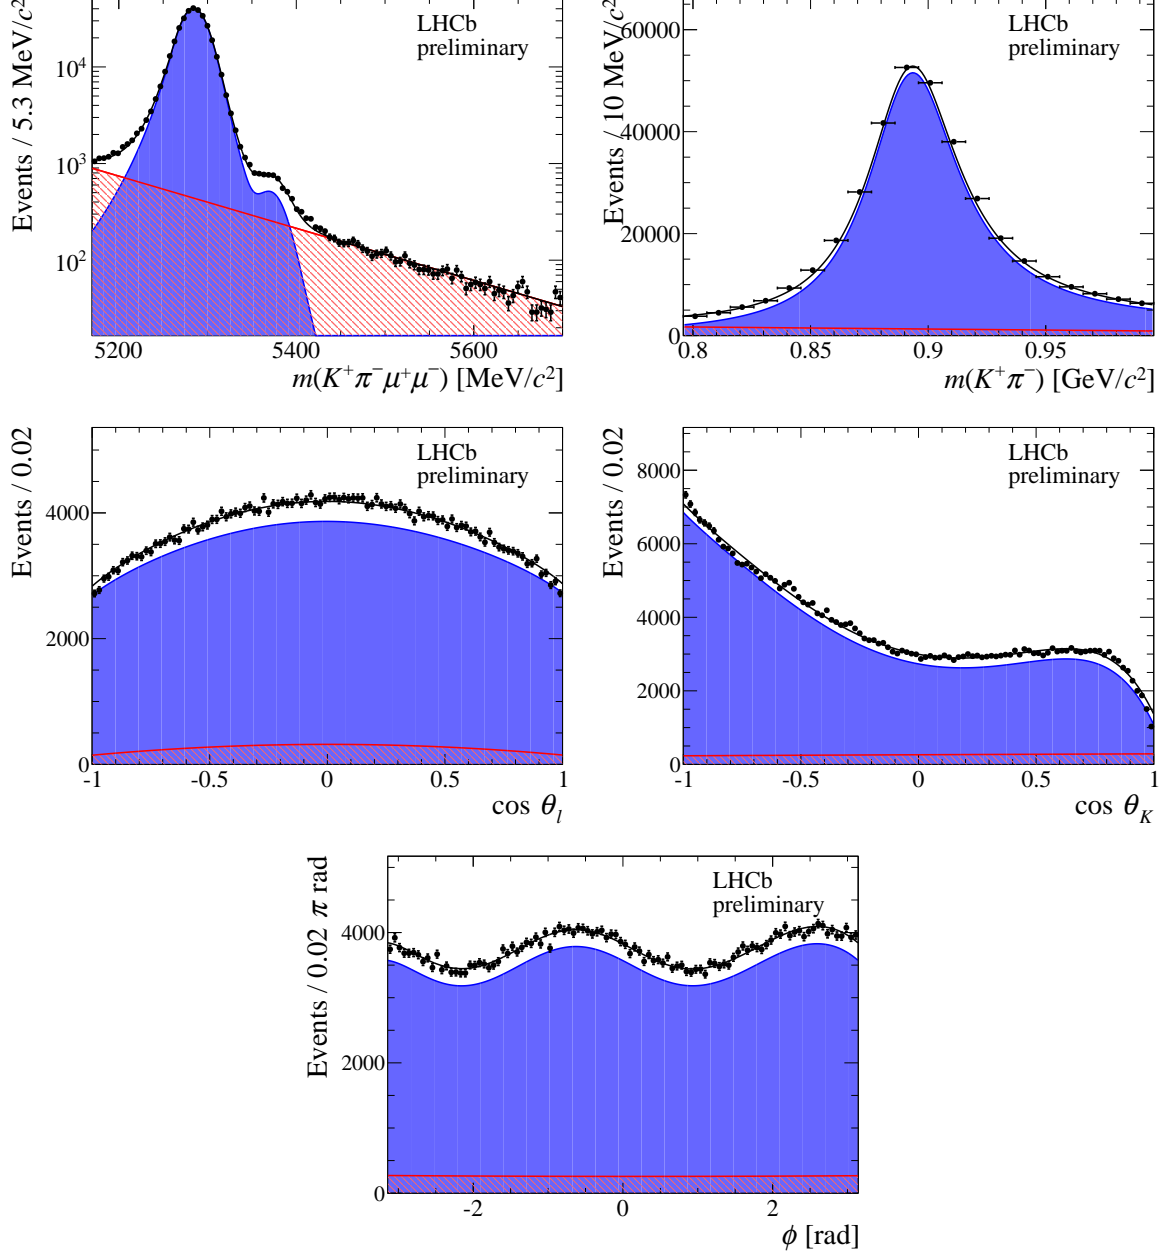 LHCb
preliminary
Events / 5.3 MeV/c²
10⁴
10³
10²
5200 5400 5600
m(K⁺π⁻μ⁺μ⁻) [MeV/c²]
LHCb
preliminary
Events / 10 MeV/c²
60000
40000
20000
0
0.8 0.85 0.9 0.95
m(K⁺π⁻) [GeV/c²]
LHCb
preliminary
Events / 0.02
4000
2000
0
-1 -0.5 0 0.5 1
cos θ_l
LHCb
preliminary
Events / 0.02
8000
6000
4000
2000
0
-1 -0.5 0 0.5 1
cos θ_K
LHCb
preliminary
Events / 0.02 π rad
4000
2000
0
-2 0 2
ϕ [rad]